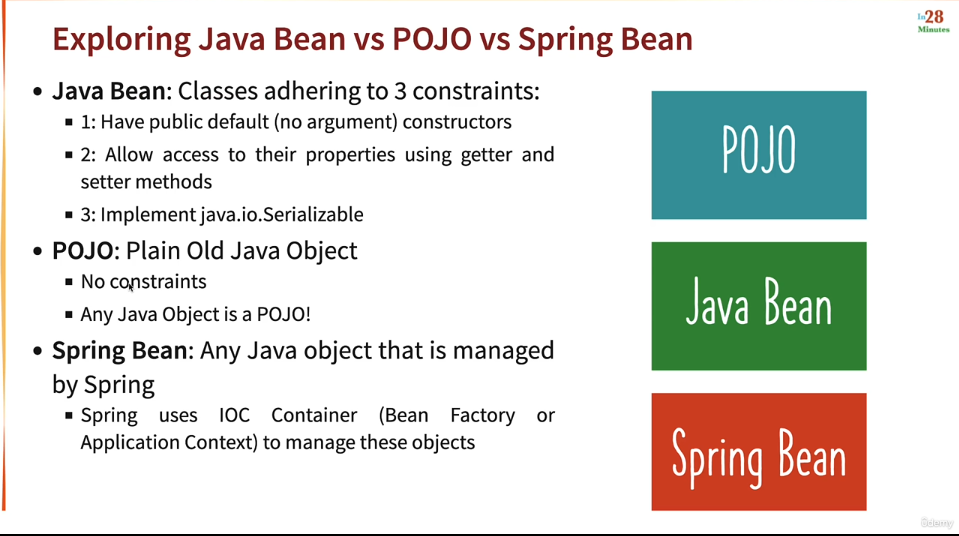 Exploring Java Bean vs POJO vs Spring Bean
In 28
Minutes
• Java Bean: Classes adhering to 3 constraints:
▪ 1: Have public default (no argument) constructors
▪ 2: Allow access to their properties using getter and
setter methods
▪ 3: Implement java.io.Serializable
• POJO: Plain Old Java Object
▪ No constraints
▪ Any Java Object is a POJO!
• Spring Bean: Any Java object that is managed
by Spring
▪ Spring uses IOC Container (Bean Factory or
Application Context) to manage these objects
POJO
Java Bean
Spring Bean
ûdemy